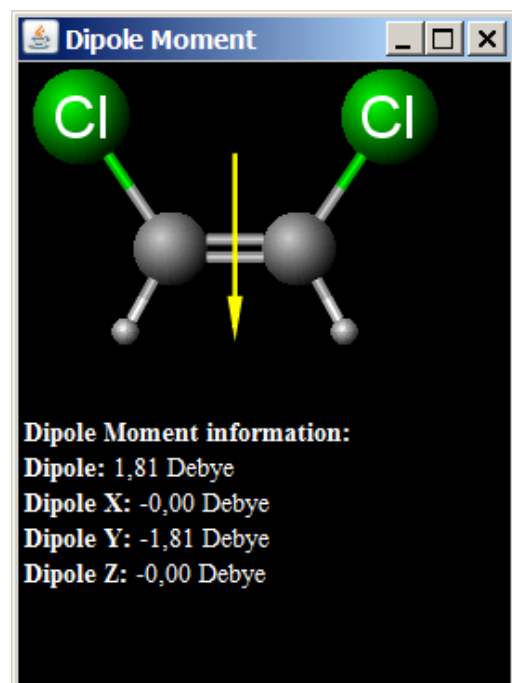 Dipole Moment
Cl Cl
Dipole Moment information:
Dipole: 1,81 Debye
Dipole X: -0,00 Debye
Dipole Y: -1,81 Debye
Dipole Z: -0,00 Debye